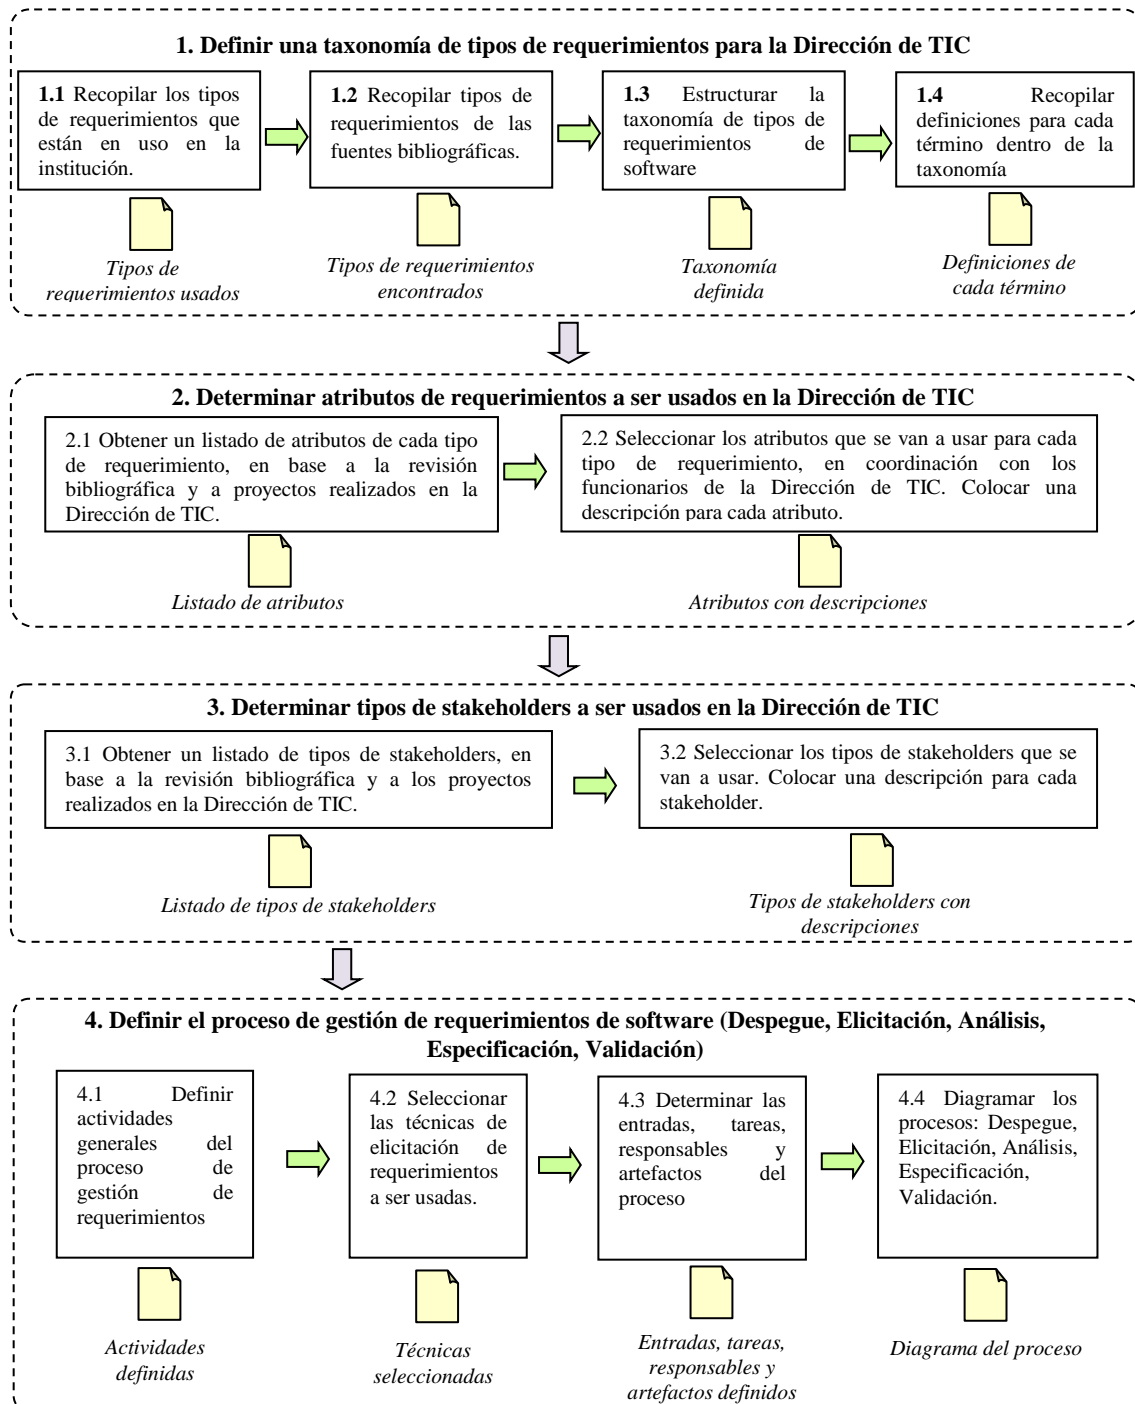 1. Definir una taxonomía de tipos de requerimientos para la Dirección de TIC
1.1 Recopilar los tipos
de requerimientos que
están en uso en la
institución.
1.2 Recopilar tipos de
requerimientos de las
fuentes bibliográficas.
1.3 Estructurar la
taxonomía de tipos de
requerimientos de
software
1.4 Recopilar
definiciones para cada
término dentro de la
taxonomía
Tipos de
requerimientos usados
Tipos de requerimientos
encontrados
Taxonomía
definida
Definiciones de
cada término
2. Determinar atributos de requerimientos a ser usados en la Dirección de TIC
2.1 Obtener un listado de atributos de cada tipo
de requerimiento, en base a la revisión
bibliográfica y a proyectos realizados en la
Dirección de TIC.
2.2 Seleccionar los atributos que se van a usar para cada
tipo de requerimiento, en coordinación con los
funcionarios de la Dirección de TIC. Colocar una
descripción para cada atributo.
Listado de atributos
Atributos con descripciones
3. Determinar tipos de stakeholders a ser usados en la Dirección de TIC
3.1 Obtener un listado de tipos de stakeholders, en
base a la revisión bibliográfica y a los proyectos
realizados en la Dirección de TIC.
3.2 Seleccionar los tipos de stakeholders que se
van a usar. Colocar una descripción para cada
stakeholder.
Listado de tipos de stakeholders
Tipos de stakeholders con
descripciones
4. Definir el proceso de gestión de requerimientos de software (Despegue, Elicitación, Análisis,
Especificación, Validación)
4.1 Definir
actividades
generales del
proceso de
gestión de
requerimientos
4.2 Seleccionar
las técnicas de
elicitación de
requerimientos
a ser usadas.
4.3 Determinar las
entradas, tareas,
responsables y
artefactos del
proceso
4.4 Diagramar los
procesos: Despegue,
Elicitación, Análisis,
Especificación,
Validación.
Actividades
definidas
Técnicas
seleccionadas
Entradas, tareas,
responsables y
artefactos definidos
Diagrama del proceso